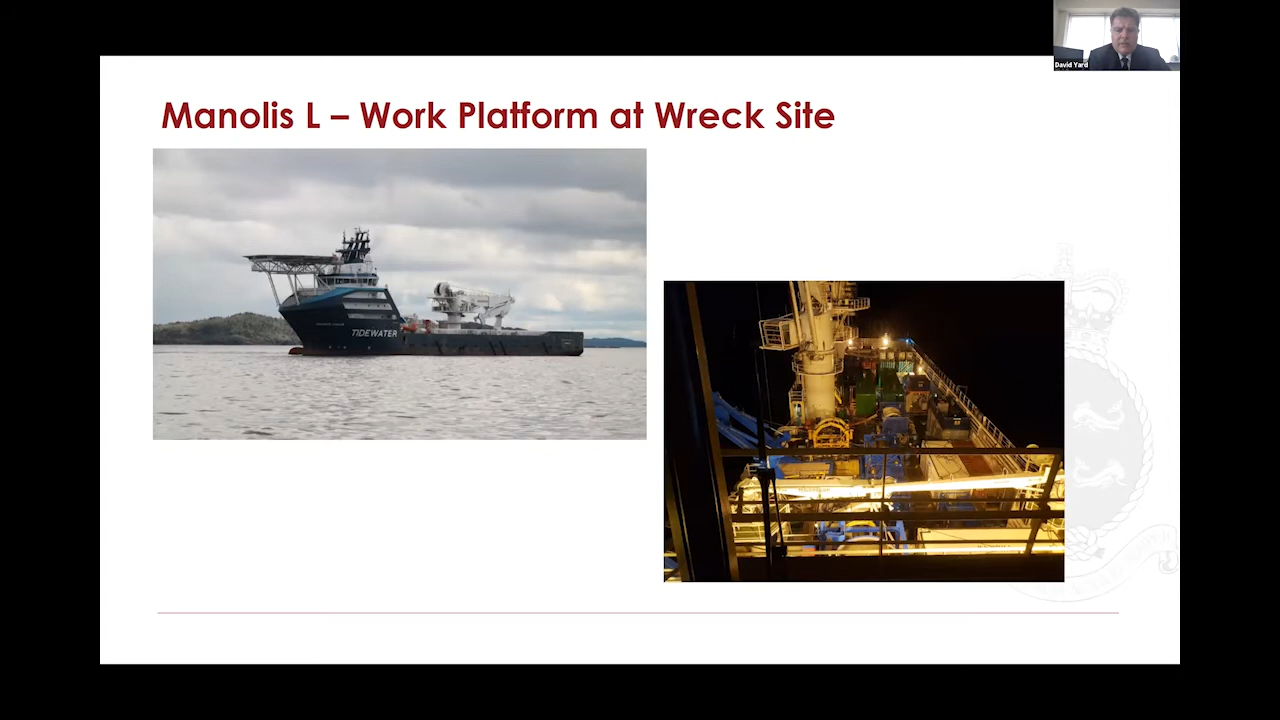 David Yard
Manolis L – Work Platform at Wreck Site
TIDEWATER